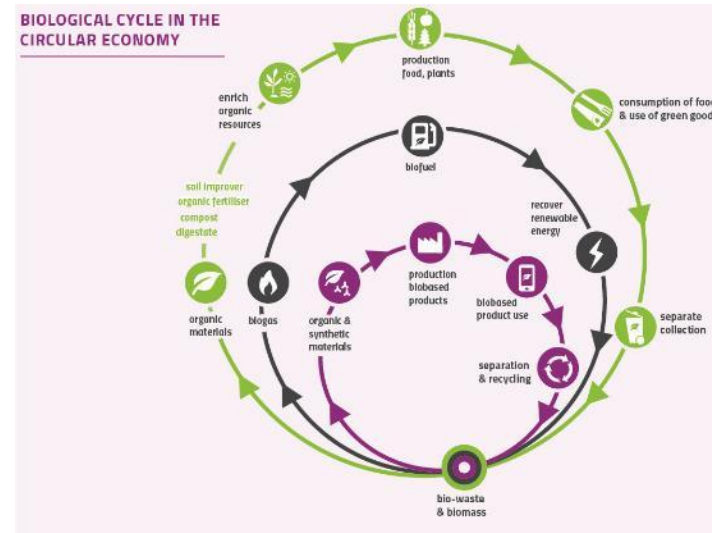 BIOLOGICAL CYCLE IN THE
CIRCULAR ECONOMY
production
food, plants
enrich
organic
resources
consumption of foo
& use of green good
biofuel
soil improver
organic fertiliser
compost
digestate
recover
renewable
energy
production
biobased
products
biobased
product use
organic
materials
biogas
organic &
synthetic
materials
separate
collection
separation
& recycling
bio-waste
& biomass